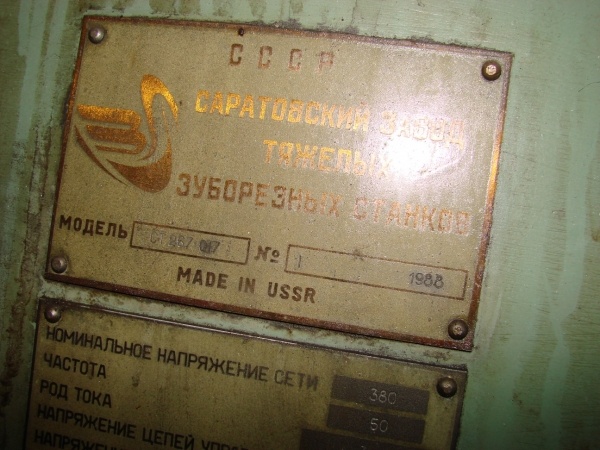 СССР
САРАТОВСКИЙ ЗАВОД
ТЯЖЕЛЫХ
ЗУБОРЕЗНЫХ СТАНКОВ
МОДЕЛЬ № 1 1988
MADE IN USSR
НОМИНАЛЬНОЕ НАПРЯЖЕНИЕ СЕТИ 380
ЧАСТОТА 50
РОД ТОКА
НАПРЯЖЕНИЕ ЦЕПЕЙ